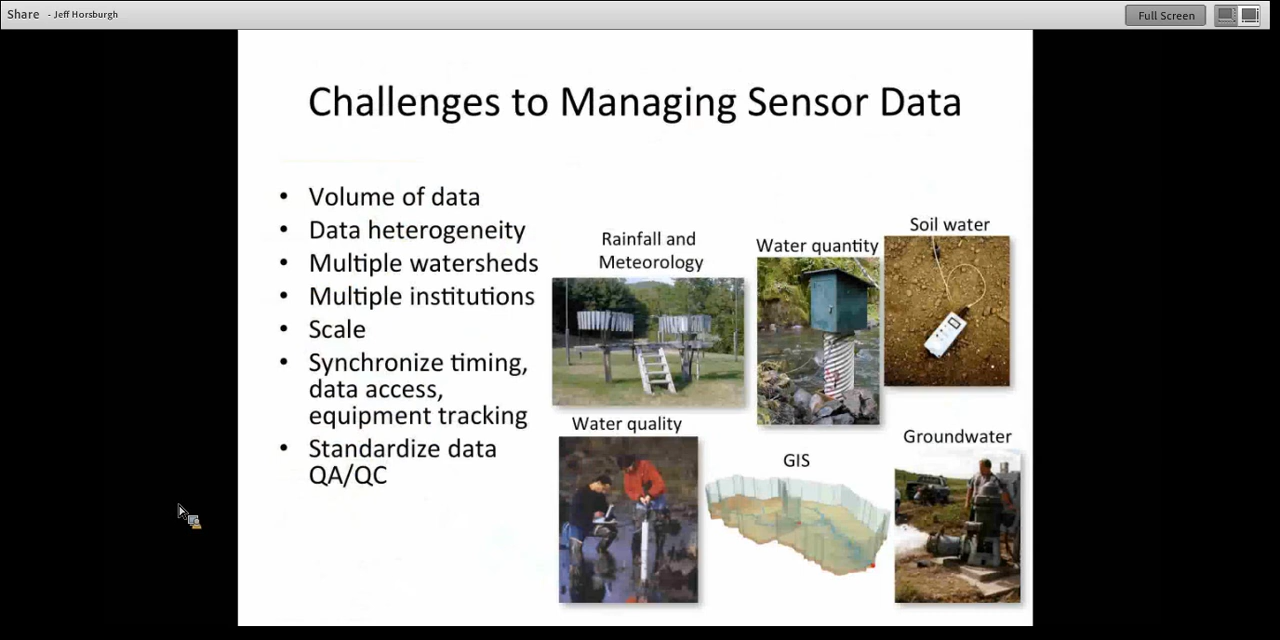 Share - Jeff Horsburgh
Full Screen
Challenges to Managing Sensor Data
• Volume of data
• Data heterogeneity
• Multiple watersheds
• Multiple institutions
• Scale
• Synchronize timing,
data access,
equipment tracking
• Standardize data
QA/QC
Rainfall and
Meteorology
Water quantity
Soil water
Water quality
GIS
Groundwater